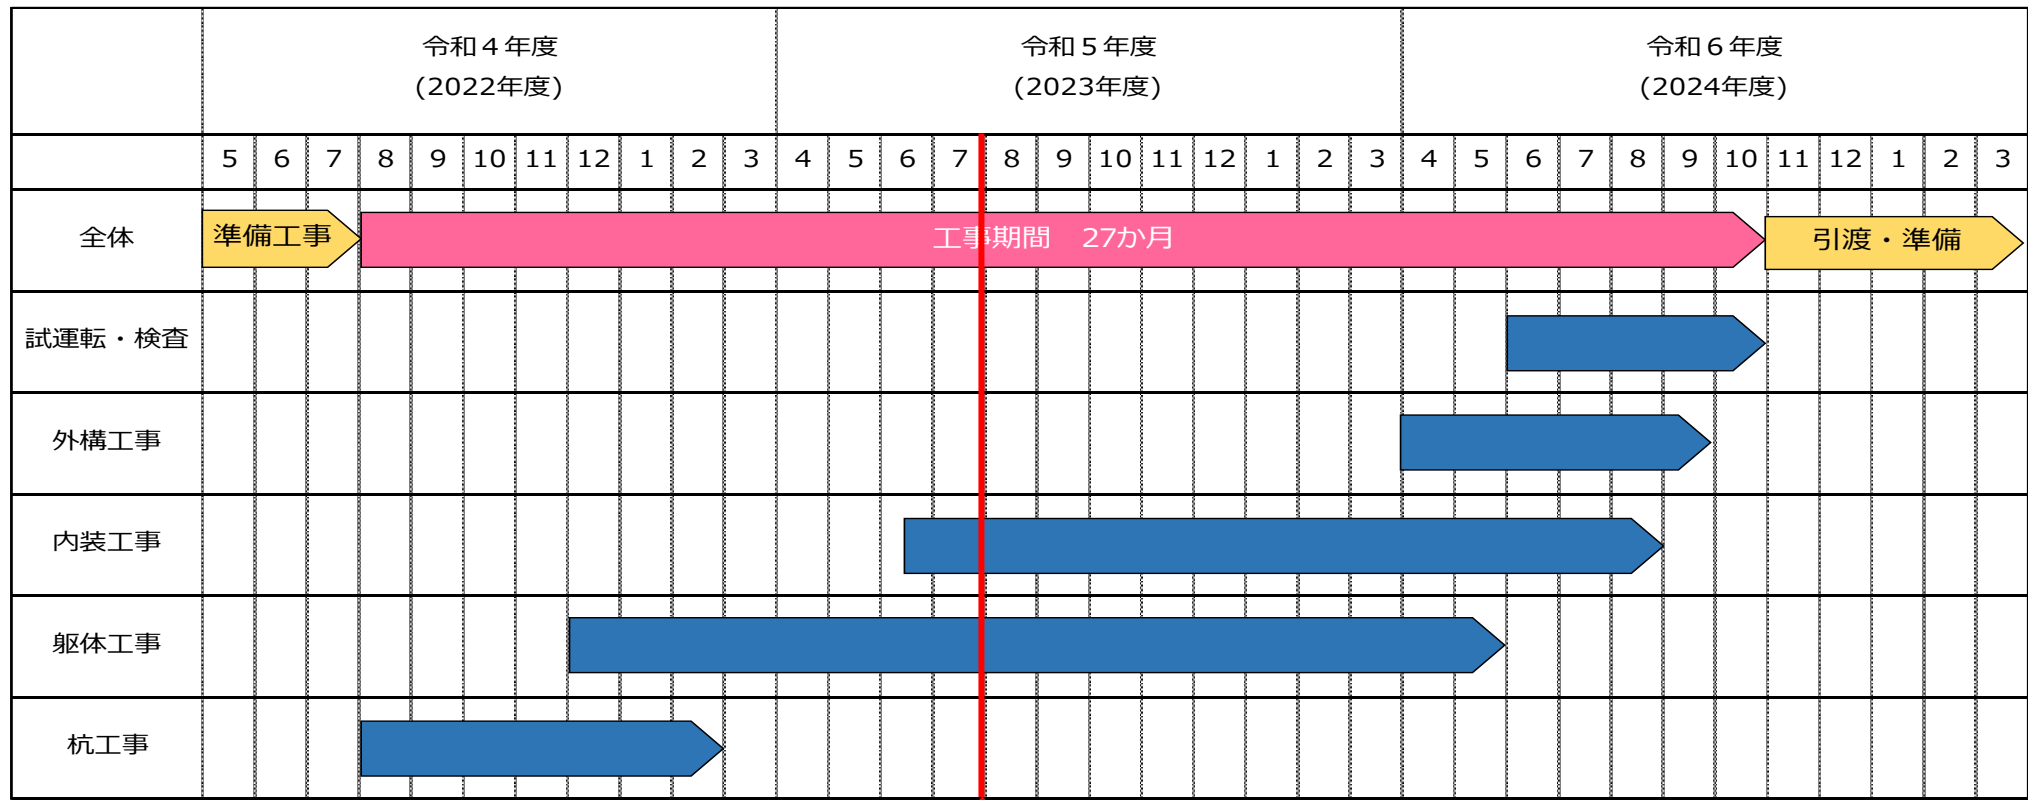 令和４年度
(2022年度)
令和５年度
(2023年度)
令和６年度
(2024年度)
5 6 7 8 9 10 11 12 1 2 3 4 5 6 7 8 9 10 11 12 1 2 3 4 5 6 7 8 9 10 11 12 1 2 3
全体 準備工事 工事期間　27か月 引渡・準備
試運転・検査
外構工事
内装工事
躯体工事
杭工事